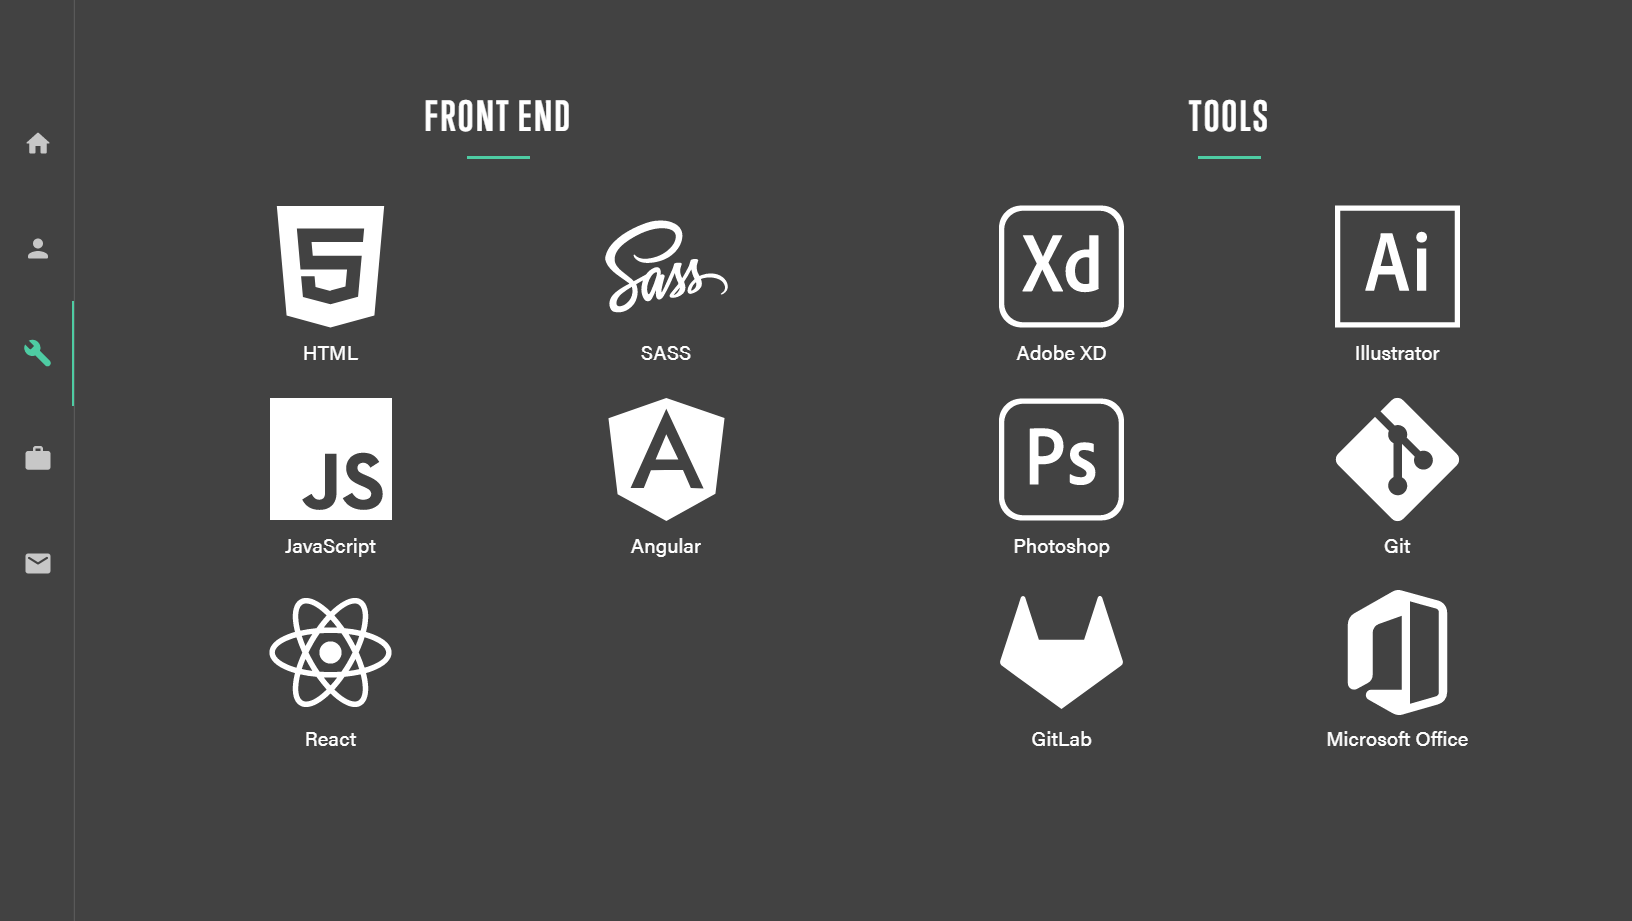 FRONT END
HTML
Sass
SASS
JS
JavaScript
Angular
React
TOOLS
Xd
Adobe XD
Ai
Illustrator
Ps
Photoshop
Git
GitLab
Microsoft Office